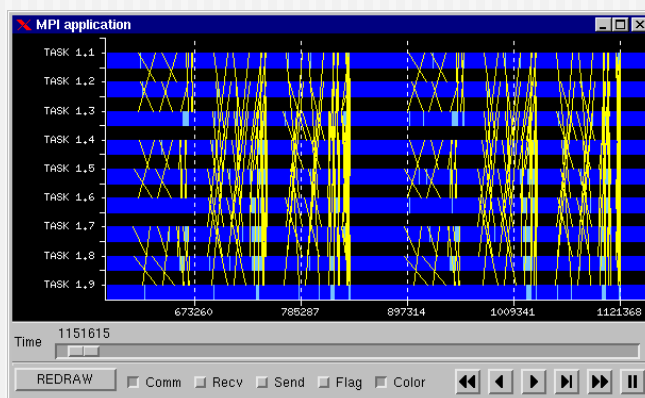 MPI application
TASK 1.1
TASK 1.2
TASK 1.3
TASK 1.4
TASK 1.5
TASK 1.6
TASK 1.7
TASK 1.8
TASK 1.9
673260 785287 897314 1009341 1121368
1151615
Time
REDRAW Comm Recv Send Flag Color